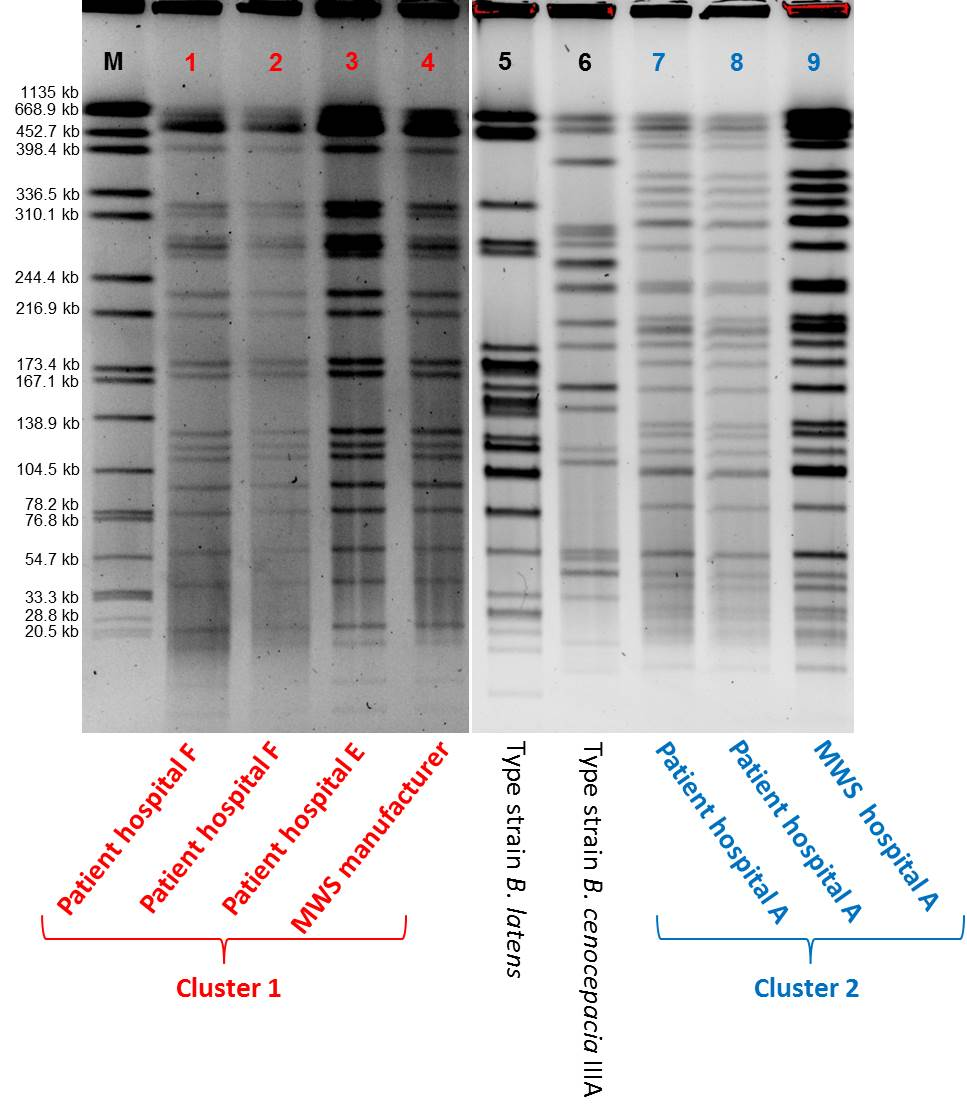 M 1 2 3 4 5 6 7 8 9
1135 kb
668.9 kb
452.7 kb
398.4 kb
336.5 kb
310.1 kb
244.4 kb
216.9 kb
173.4 kb
167.1 kb
138.9 kb
104.5 kb
78.2 kb
76.8 kb
54.7 kb
33.3 kb
28.8 kb
20.5 kb
Patient hospital F
Patient hospital F
Patient hospital E
MWS manufacturer
Type strain B. latens
Type strain B. cenocepacia IIIA
Patient hospital A
Patient hospital A
MWS hospital A
Cluster 1
Cluster 2